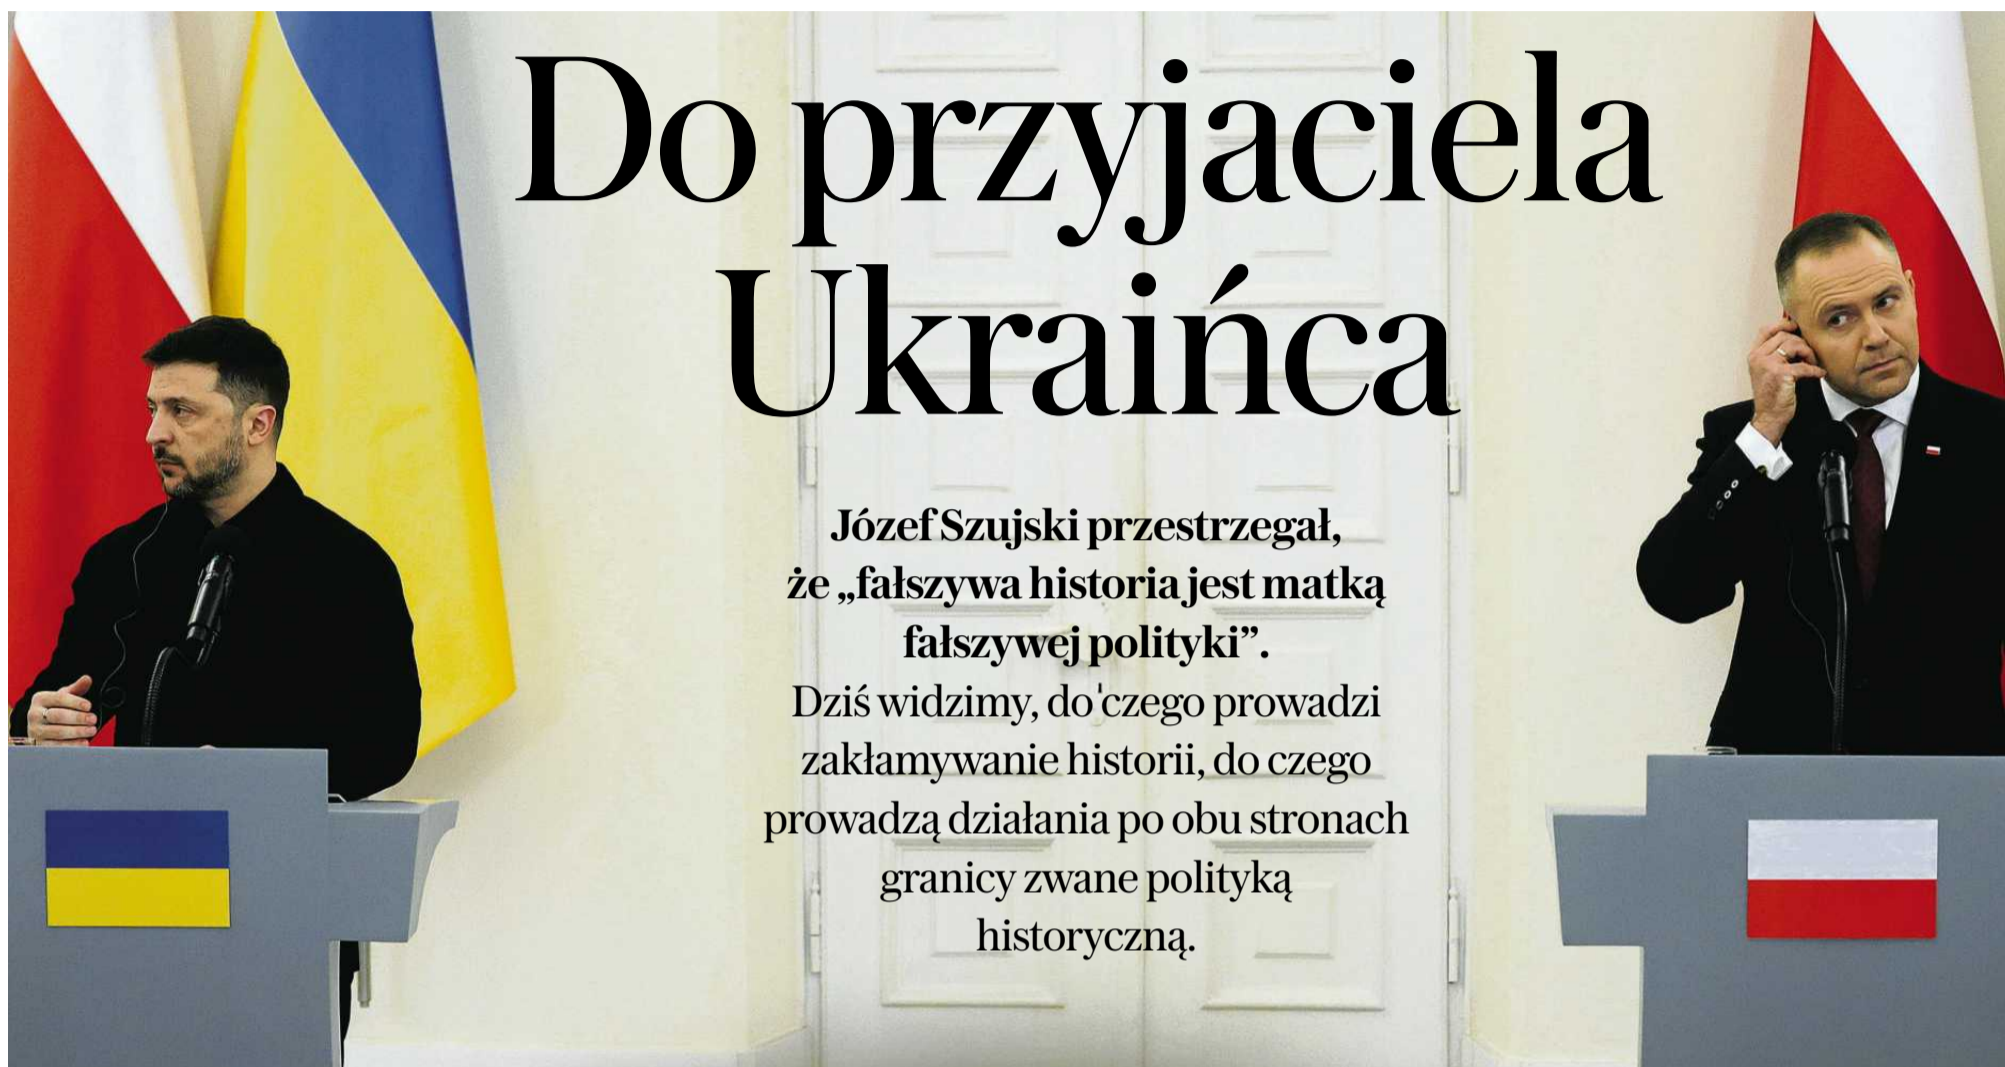 Do przyjaciela
Ukraińca
Józef Szujski przestrzegał,
że „fałszywa historia jest matką
fałszywej polityki”.
Dziś widzimy, do czego prowadzi
zakłamywanie historii, do czego
prowadzą działania po obu stronach
granicy zwane polityką
historyczną.